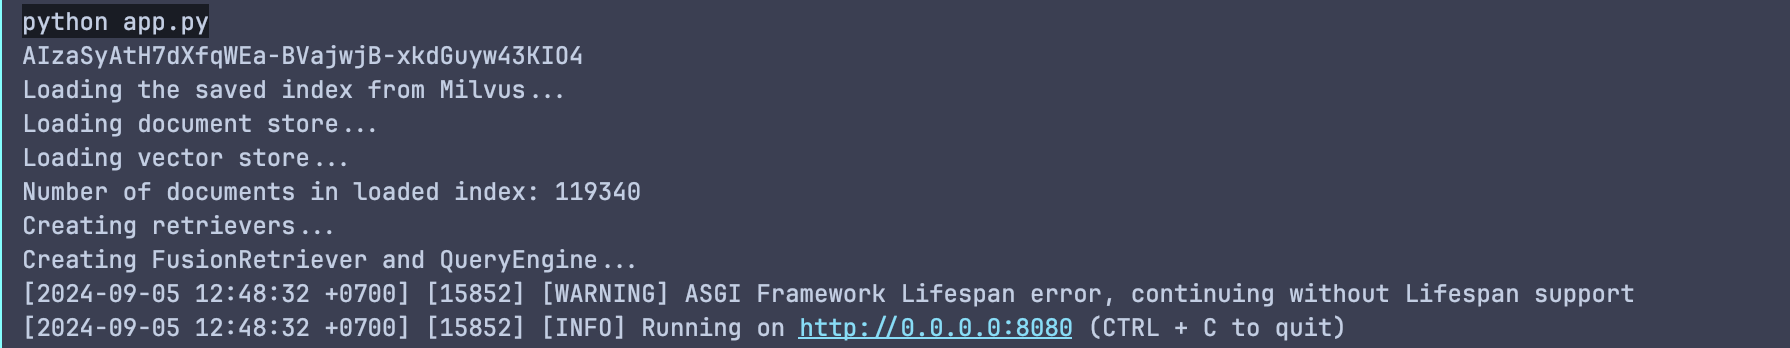 python app.py
AIzaSyAtH7dXfqWEa-BVajwjB-xkdGuyw43KIO4
Loading the saved index from Milvus...
Loading document store...
Loading vector store...
Number of documents in loaded index: 119340
Creating retrievers...
Creating FusionRetriever and QueryEngine...
[2024-09-05 12:48:32 +0700] [15852] [WARNING] ASGI Framework Lifespan error, continuing without Lifespan support
[2024-09-05 12:48:32 +0700] [15852] [INFO] Running on http://0.0.0.0:8080 (CTRL + C to quit)